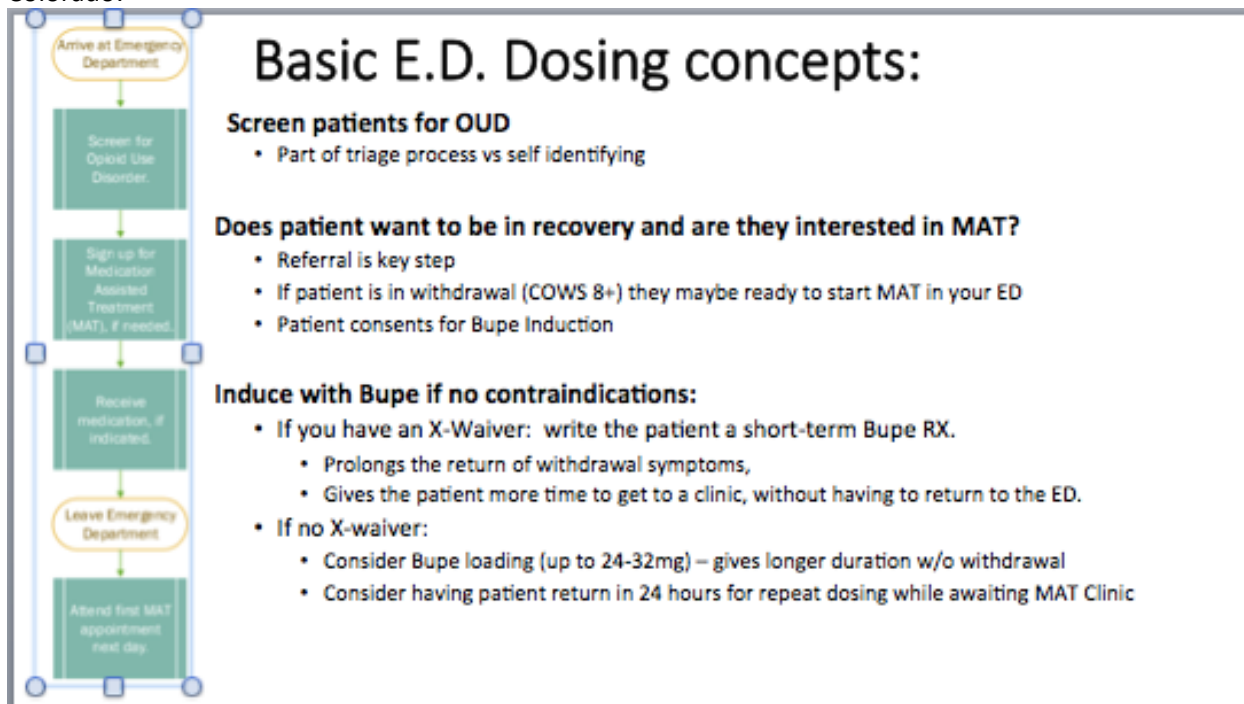 Arrive at Emergency
Department
Screen for
Opioid Use
Disorder.
Sign up for
Medication
Assisted
Treatment
(MAT), if needed.
Receive
medication, if
indicated.
Leave Emergency
Department
Attend first MAT
appointment
next day.
Basic E.D. Dosing concepts:
Screen patients for OUD
• Part of triage process vs self identifying
Does patient want to be in recovery and are they interested in MAT?
• Referral is key step
• If patient is in withdrawal (COWS 8+) they maybe ready to start MAT in your ED
• Patient consents for Bupe Induction
Induce with Bupe if no contraindications:
• If you have an X-Waiver: write the patient a short-term Bupe RX.
• Prolongs the return of withdrawal symptoms,
• Gives the patient more time to get to a clinic, without having to return to the ED.
• If no X-waiver:
• Consider Bupe loading (up to 24-32mg) – gives longer duration w/o withdrawal
• Consider having patient return in 24 hours for repeat dosing while awaiting MAT Clinic